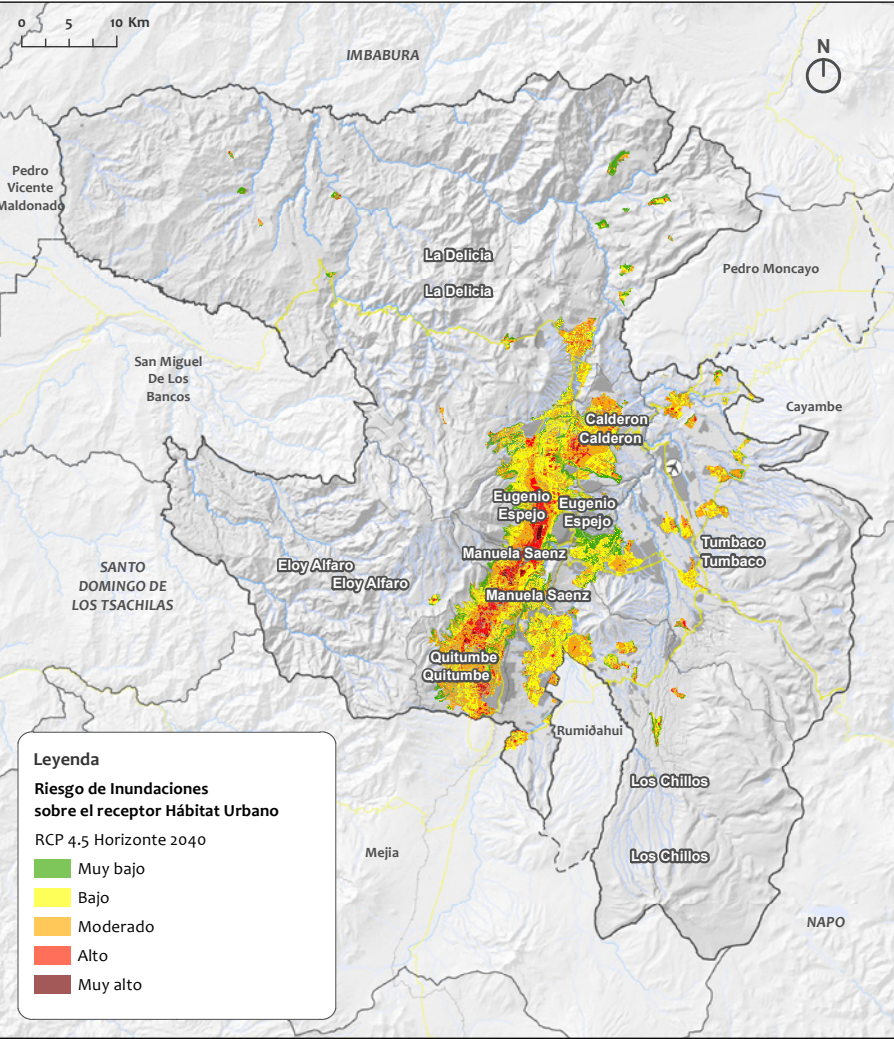 0 5 10 Km
IMBABURA
N
Pedro
Vicente
Maldonado
La Delicia
La Delicia
Pedro Moncayo
San Miguel
De Los
Bancos
Cayambe
Calderon
Calderon
Eugenio
Espejo
Eugenio
Espejo
Manuela Saenz
Tumbaco
Tumbaco
SANTO
DOMINGO DE
LOS TSACHILAS
Eloy Alfaro
Eloy Alfaro
Manuela Saenz
Quitumbe
Quitumbe
Rumiðahui
Los Chillos
Los Chillos
Mejia
NAPO
Leyenda
Riesgo de Inundaciones
sobre el receptor Hábitat Urbano
RCP 4.5 Horizonte 2040
Muy bajo
Bajo
Moderado
Alto
Muy alto